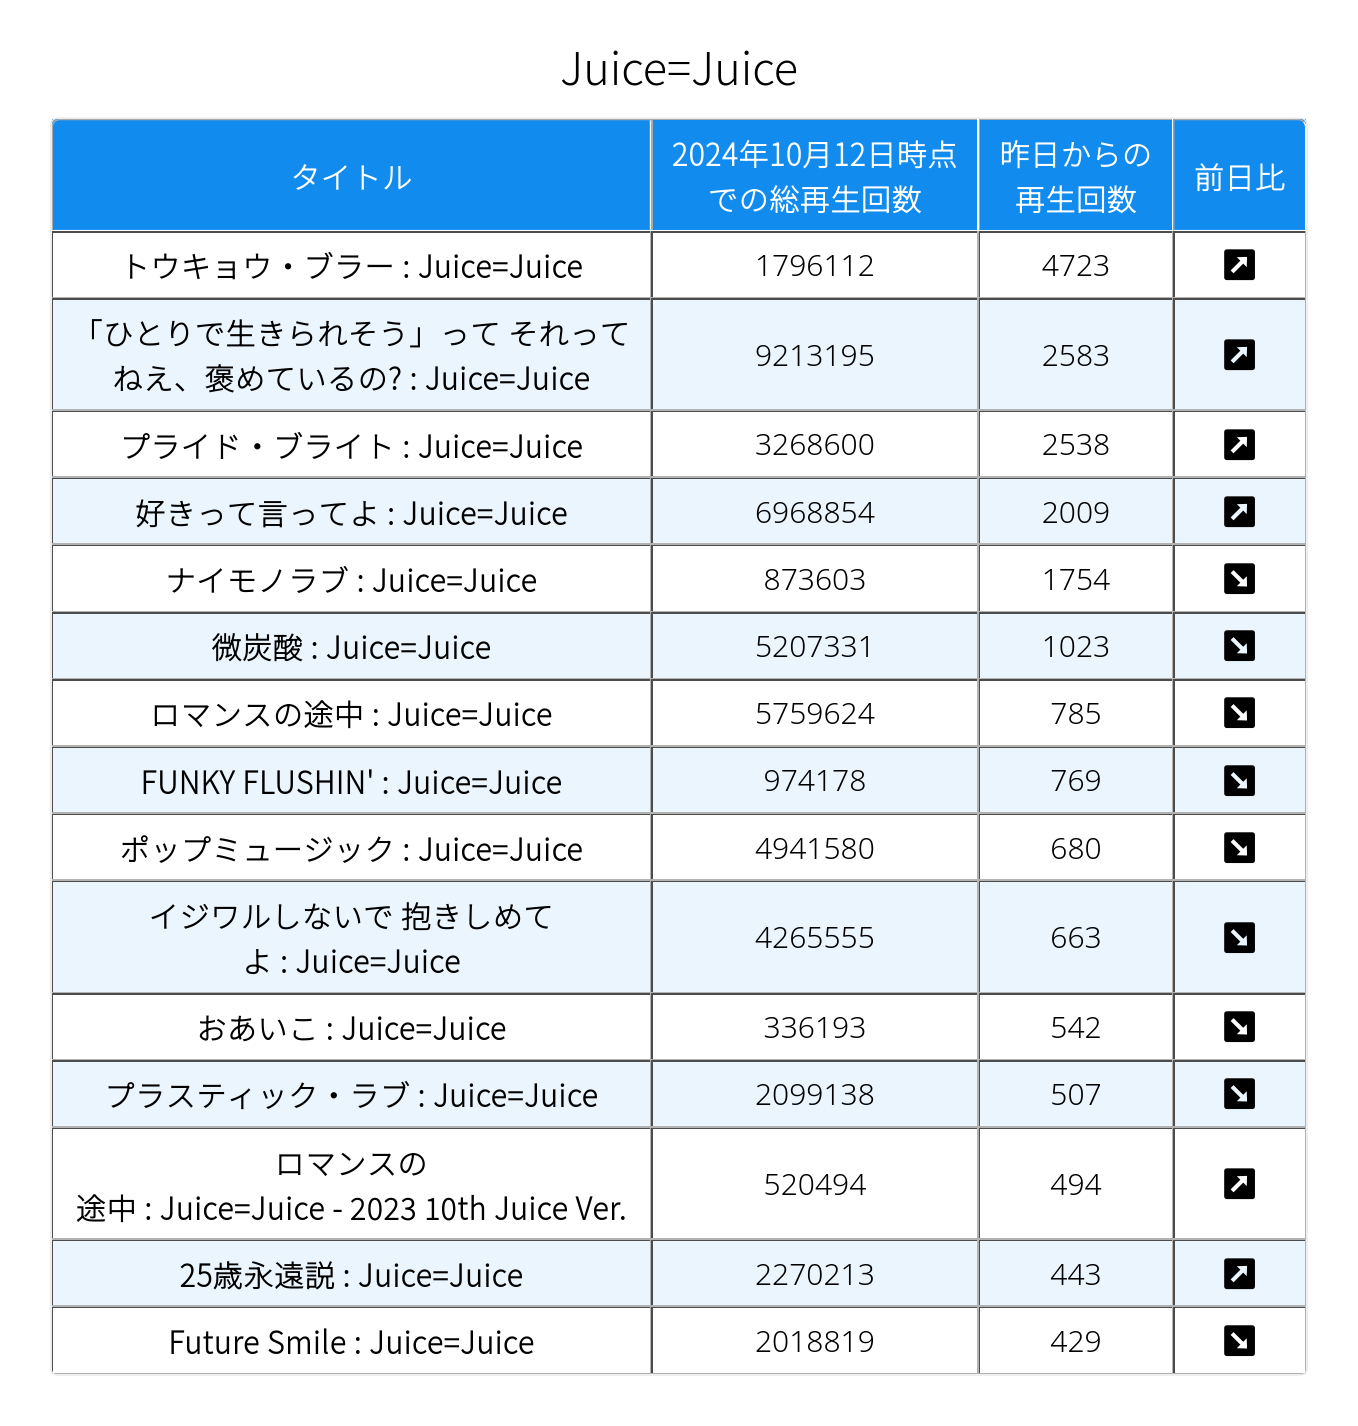 Juice=Juice
タイトル
2024年10月12日時点
での総再生回数
昨日からの
再生回数
前日比
トウキョウ・ブラー : Juice=Juice 1796112 4723
「ひとりで生きられそう」って それって
ねえ、褒めているの? : Juice=Juice 9213195 2583
プライド・ブライト : Juice=Juice 3268600 2538
好きって言ってよ : Juice=Juice 6968854 2009
ナイモノラブ : Juice=Juice 873603 1754
微炭酸 : Juice=Juice 5207331 1023
ロマンスの途中 : Juice=Juice 5759624 785
FUNKY FLUSHIN' : Juice=Juice 974178 769
ポップミュージック : Juice=Juice 4941580 680
イジワルしないで 抱きしめて
よ : Juice=Juice 4265555 663
おあいこ : Juice=Juice 336193 542
プラスティック・ラブ : Juice=Juice 2099138 507
ロマンスの
途中 : Juice=Juice - 2023 10th Juice Ver. 520494 494
25歳永遠説 : Juice=Juice 2270213 443
Future Smile : Juice=Juice 2018819 429